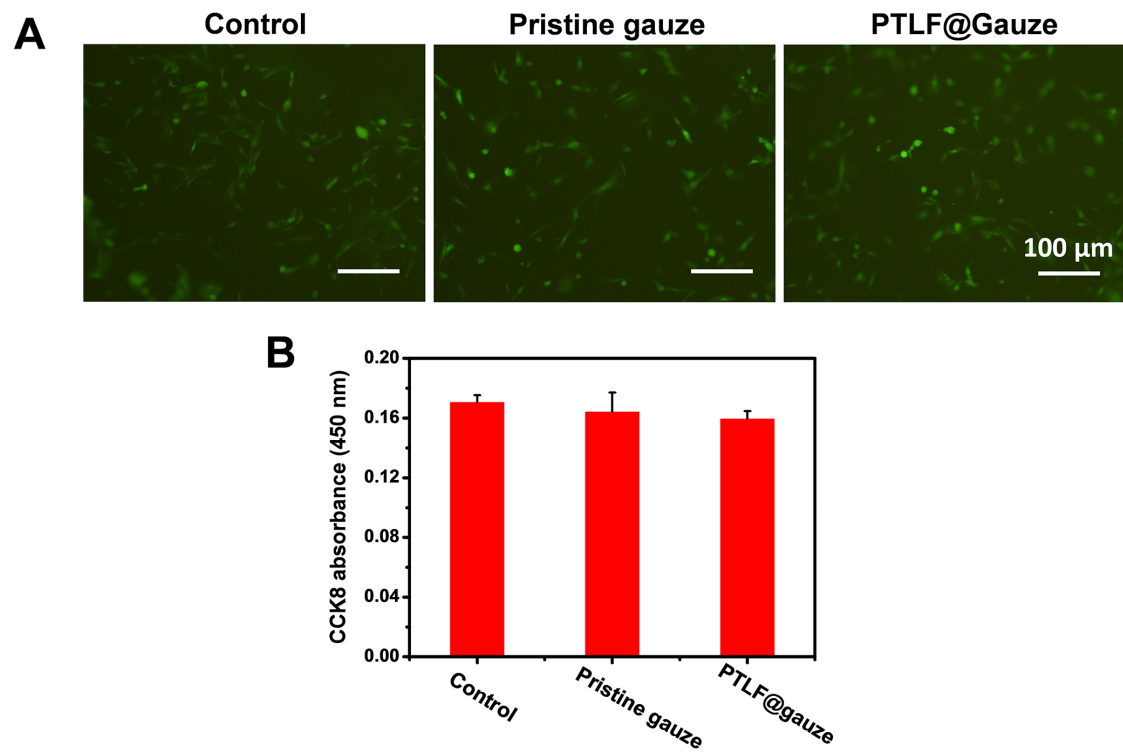 A
Control
Pristine gauze
PTLF@Gauze
100 μm
B
CCK8 absorbance (450 nm)
0.20
0.16
0.12
0.08
0.04
0.00
Control
Pristine gauze
PTLF@gauze